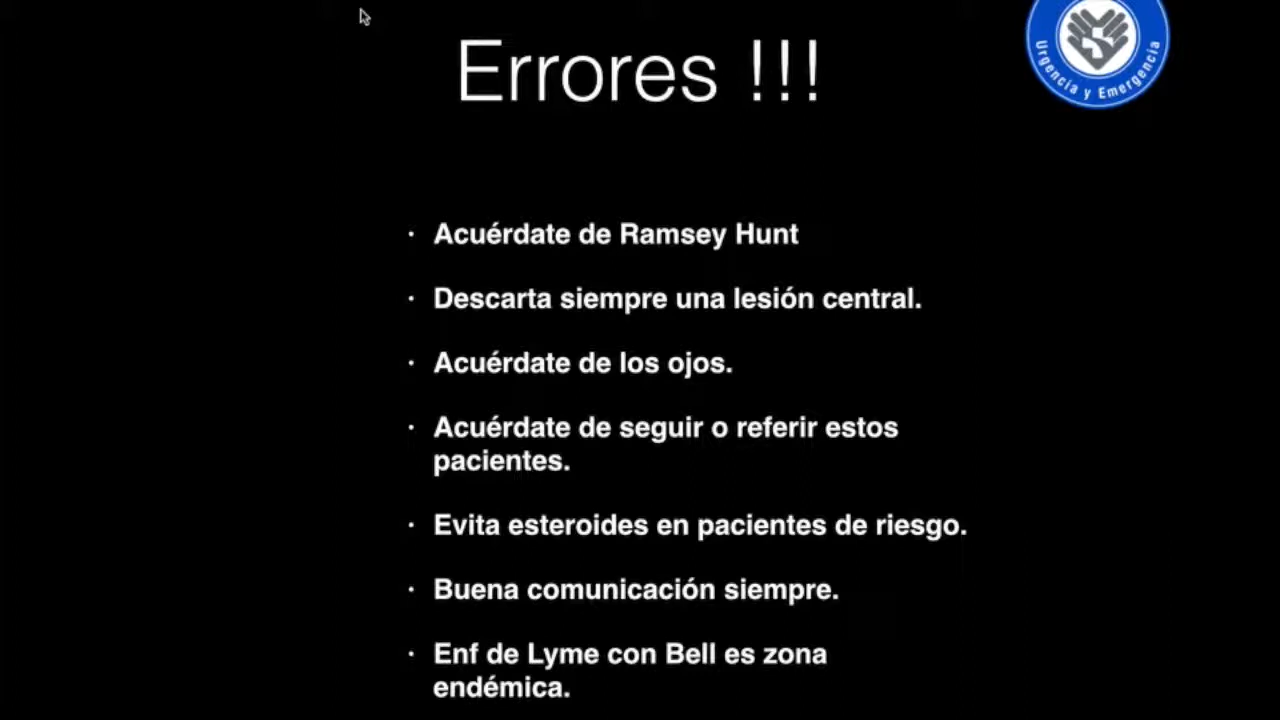 Errores !!!
Urgencia y Emergencia
· Acuérdate de Ramsey Hunt
· Descarta siempre una lesión central.
· Acuérdate de los ojos.
· Acuérdate de seguir o referir estos
pacientes.
· Evita esteroides en pacientes de riesgo.
· Buena comunicación siempre.
· Enf de Lyme con Bell es zona
endémica.